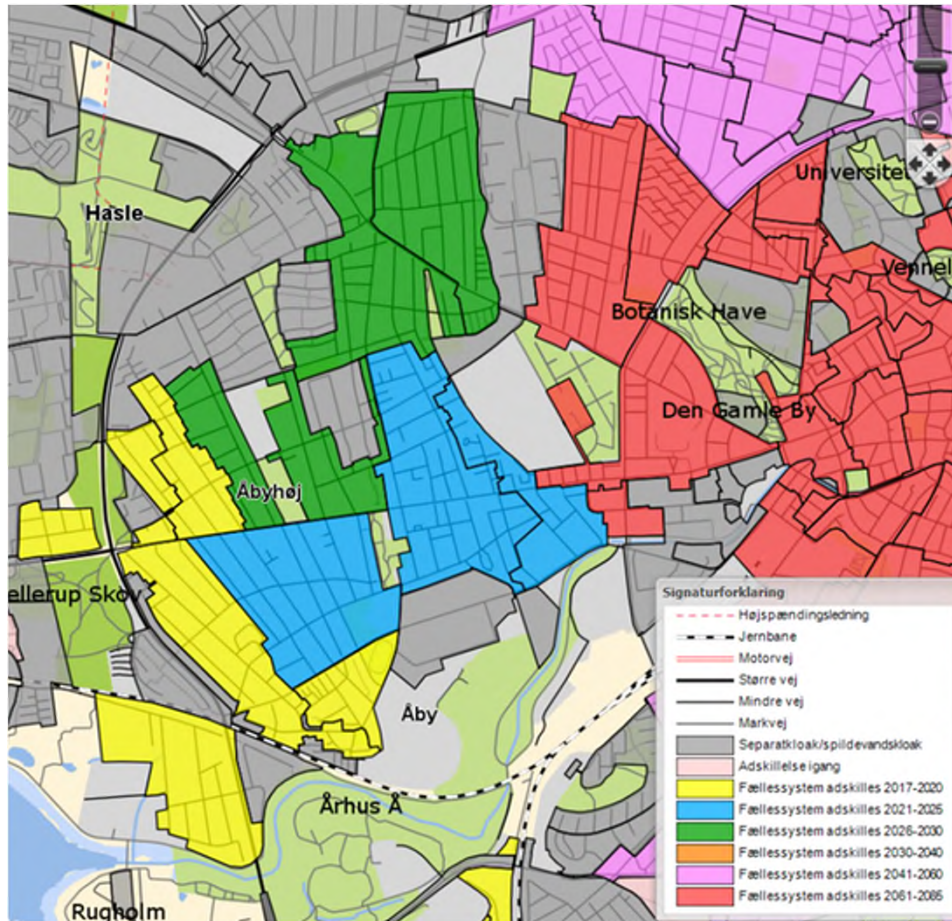 Universitet
Hasle
Vennel
Botanisk Have
Den Gamle By
Åbyhøj
ellerup Skov
Åby
Århus Å
Rugholm
Signaturforklaring
Højspændingsledning
Jernbane
Motorvej
Større vej
Mindre vej
Markvej
Separatkloak/spildevandskloak
Adskillelse igang
Fællessystem adskilles 2017-2020
Fællessystem adskilles 2021-2025
Fællessystem adskilles 2026-2030
Fællessystem adskilles 2030-2040
Fællessystem adskilles 2041-2060
Fællessystem adskilles 2061-2085